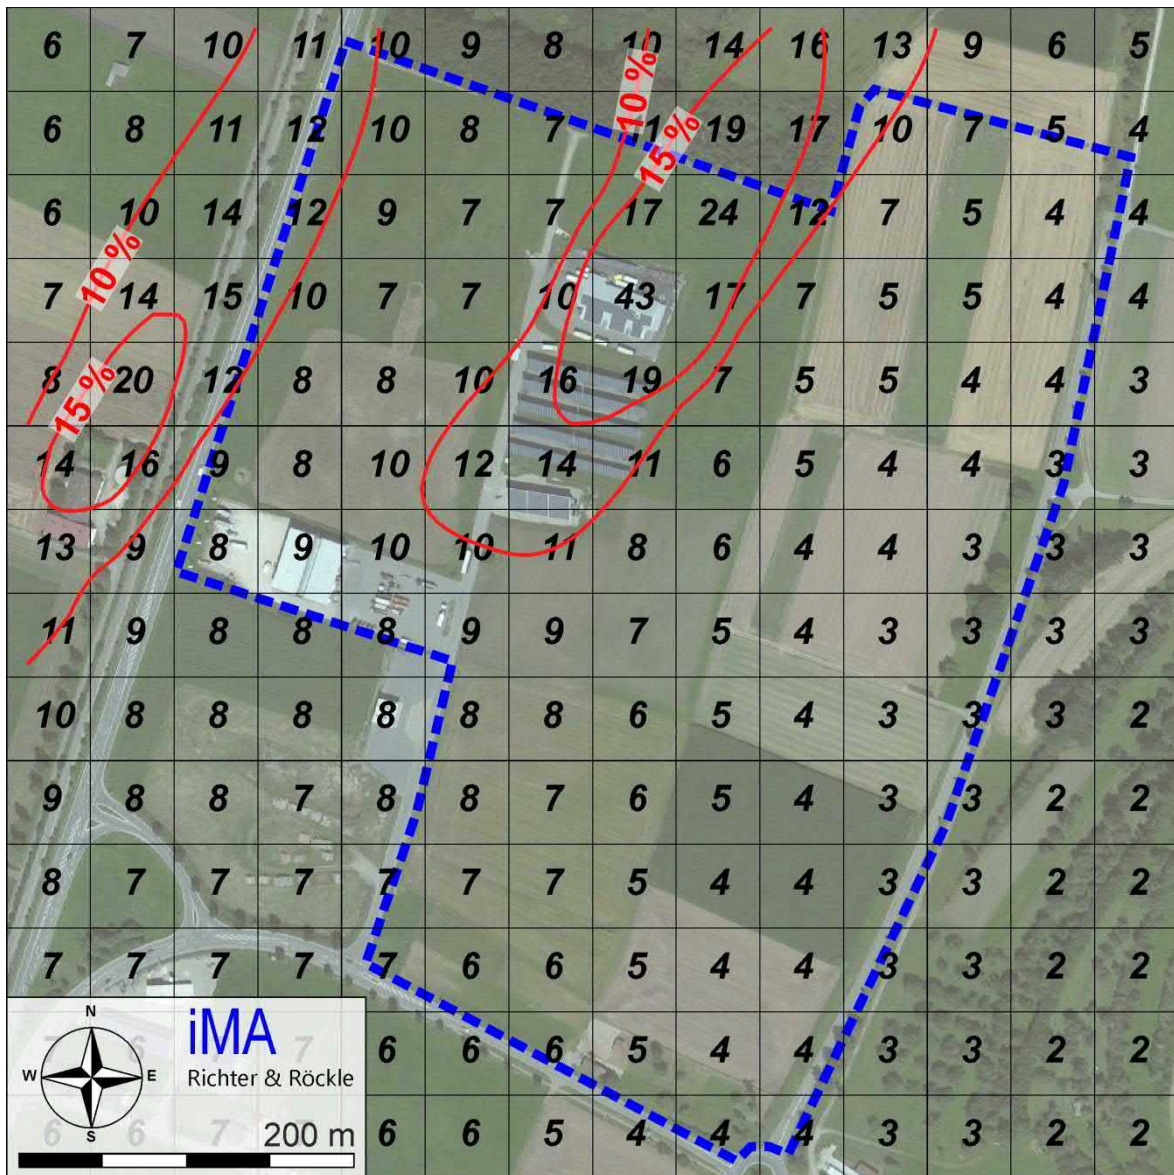 6 7 10 11 10 9 8 10 14 16 13 9 6 5
10 %
6 8 11 12 10 8 7 11 19 17 10 7 5 4
15 %
6 10 14 12 9 7 7 17 24 12 7 5 4 4
10 %
7 14 15 10 7 7 10 43 17 7 5 5 4 4
8 20 12 8 8 10 16 19 7 5 5 4 4 3
15 %
14 16 9 8 10 12 14 11 6 5 4 4 3 3
13 9 8 9 10 10 11 8 6 4 4 3 3 3
11 9 8 8 8 9 9 7 5 4 3 3 3 3
10 8 8 8 8 8 8 6 5 4 3 3 3 2
9 8 8 7 8 8 7 6 5 4 3 3 2 2
8 7 7 7 7 7 7 5 4 4 3 3 2 2
7 7 7 7 7 6 6 5 4 4 3 3 2 2
7 6 7 6 6 6 5 4 4 3 3 2 2
6 6 7 6 6 5 4 4 4 3 3 2 2
N
W E
S
iMA
Richter & Röckle
200 m